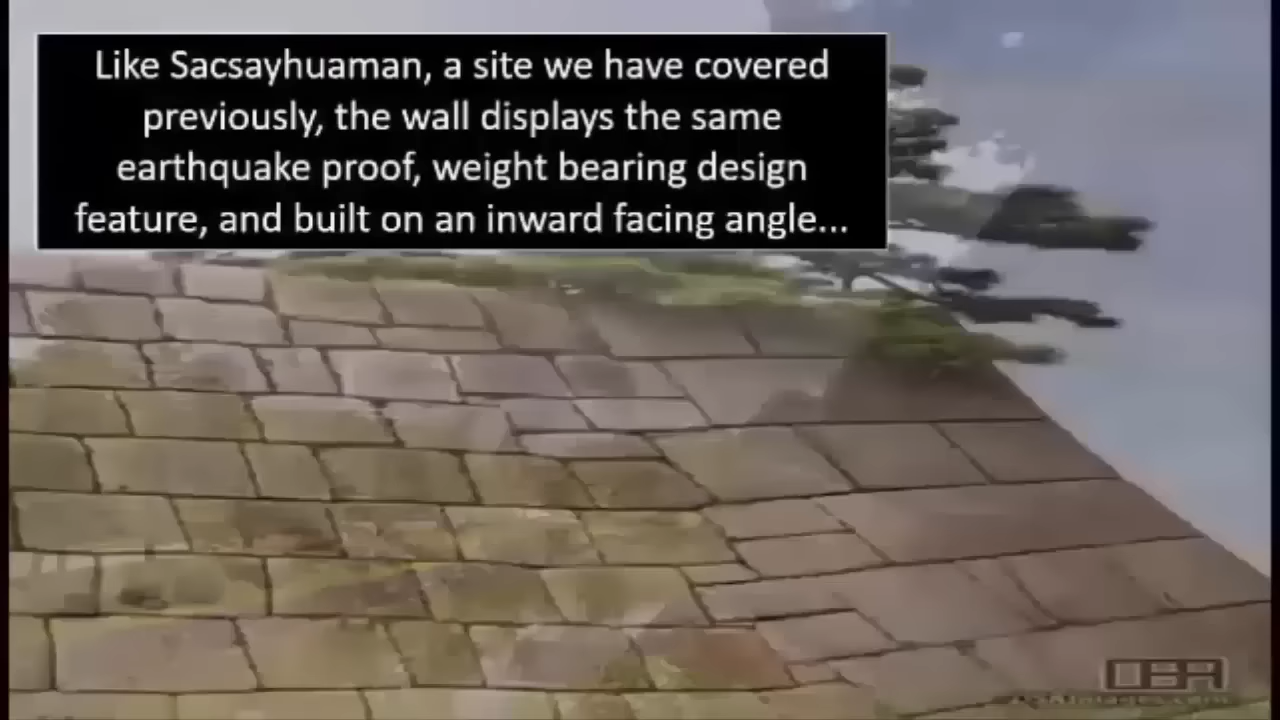 Like Sacsayhuaman, a site we have covered
previously, the wall displays the same
earthquake proof, weight bearing design
feature, and built on an inward facing angle...